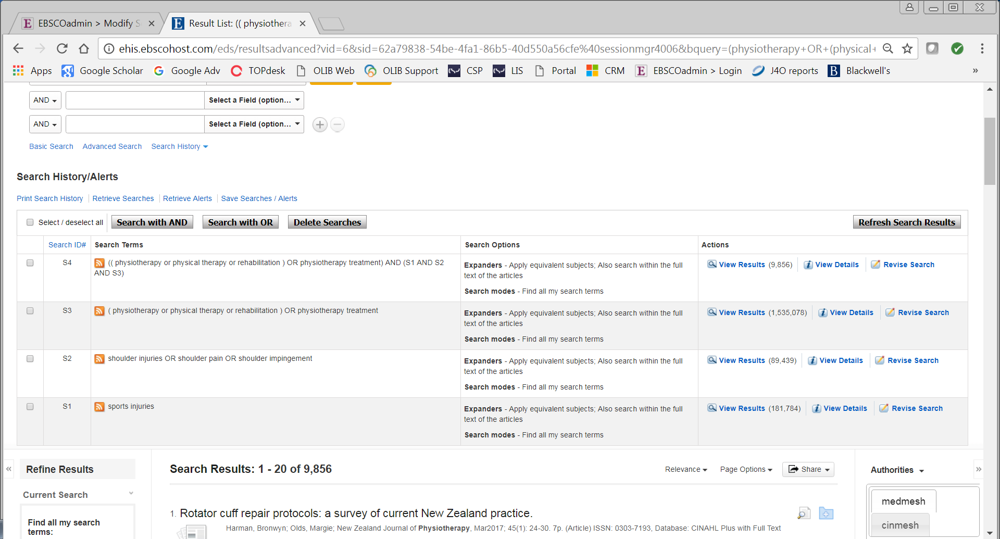 EBSCOadmin > Modify S
Result List: (( physiothera
ehis.ebscohost.com/eds/resultsadvanced?vid=6&sid=62a79838-54be-4fa1-86b5-40d550a56cfe%40sessionmgr4006&bquery=(physiotherapy+OR+(physical+
Apps Google Scholar Google Adv TOPdesk OLIB Web OLIB Support CSP LIS Portal CRM EBSCOadmin > Login J4O reports Blackwell's »
AND Select a Field (option...
AND Select a Field (option...
Basic Search Advanced Search Search History
Search History/Alerts
Print Search History Retrieve Searches Retrieve Alerts Save Searches / Alerts
Select / deselect all Search with AND Search with OR Delete Searches Refresh Search Results
Search ID# Search Terms Search Options Actions
S4 (( physiotherapy or physical therapy or rehabilitation ) OR physiotherapy treatment) AND (S1 AND S2
AND S3)
Expanders - Apply equivalent subjects; Also search within the full
text of the articles
Search modes - Find all my search terms
View Results (9,856) View Details Revise Search
S3 ( physiotherapy or physical therapy or rehabilitation ) OR physiotherapy treatment
Expanders - Apply equivalent subjects; Also search within the full
text of the articles
Search modes - Find all my search terms
View Results (1,535,078) View Details Revise Search
S2 shoulder injuries OR shoulder pain OR shoulder impingement
Expanders - Apply equivalent subjects; Also search within the full
text of the articles
Search modes - Find all my search terms
View Results (89,439) View Details Revise Search
S1 sports injuries
Expanders - Apply equivalent subjects; Also search within the full
text of the articles
Search modes - Find all my search terms
View Results (181,784) View Details Revise Search
« Refine Results
Current Search
Find all my search
terms:
Search Results: 1 - 20 of 9,856
Relevance Page Options Share
1. Rotator cuff repair protocols: a survey of current New Zealand practice.
Harman, Bronwyn; Olds, Margie; New Zealand Journal of Physiotherapy, Mar2017; 45(1): 24-30. 7p. (Article) ISSN: 0303-7193, Database: CINAHL Plus with Full Text
Authorities »
medmesh
cinmesh